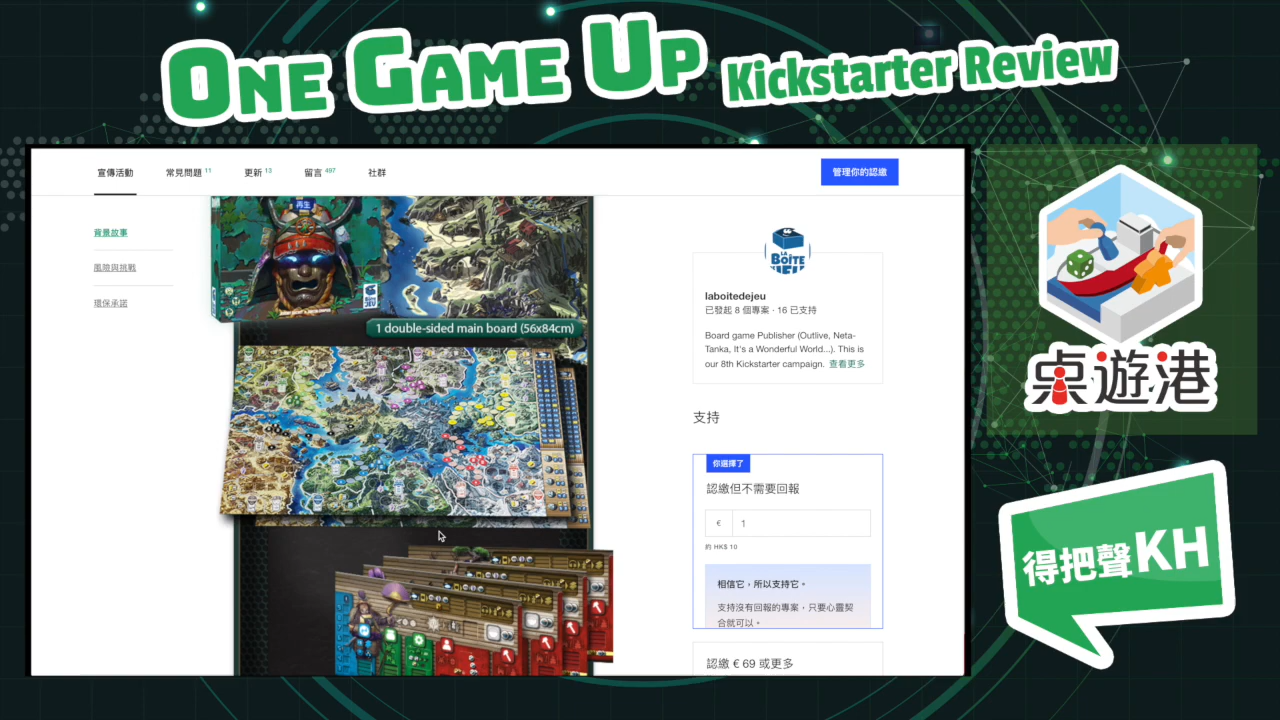 ONE GAME UP Kickstarter Review
宣傳活動
常見問題 11
更新 13
留言 497
社群
管理你的認繳
背景故事
風險與挑戰
環保承諾
再生
LA BOÎTE JEU
1 double-sided main board (56x84cm)
LA BOÎTE
laboitedejeu
已發起 8 個專案 · 16 已支持
Board game Publisher (Outlive, Neta-
Tanka, It's a Wonderful World...). This is
our 8th Kickstarter campaign. 查看更多
支持
你選擇了
認繳但不需要回報
€ 1
約 HK$ 10
相信它，所以支持它。
支持沒有回報的專案，只要心靈契
合就可以。
認繳 € 69 或更多
桌遊港
得把聲KH